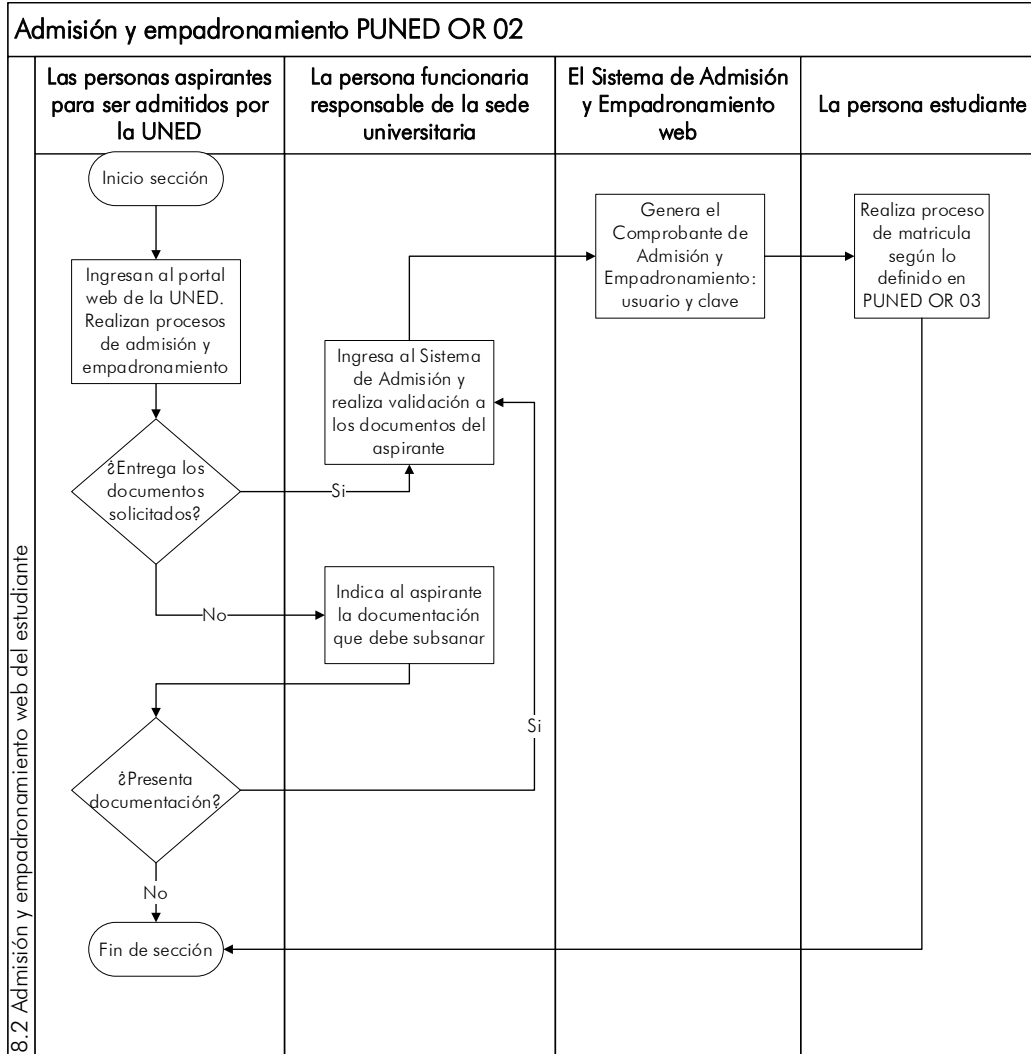 Admisión y empadronamiento PUNED OR 02
Las personas aspirantes
para ser admitidos por
la UNED
La persona funcionaria
responsable de la sede
universitaria
El Sistema de Admisión
y Empadronamiento
web
La persona estudiante
8.2 Admisión y empadronamiento web del estudiante
Inicio sección
Ingresan al portal
web de la UNED.
Realizan procesos
de admisión y
empadronamiento
¿Entrega los
documentos
solicitados?
Si
Ingresa al Sistema
de Admisión y
realiza validación a
los documentos del
aspirante
Genera el
Comprobante de
Admisión y
Empadronamiento:
usuario y clave
Realiza proceso
de matricula
según lo
definido en
PUNED OR 03
No
Indica al aspirante
la documentación
que debe subsanar
¿Presenta
documentación?
Si
No
Fin de sección